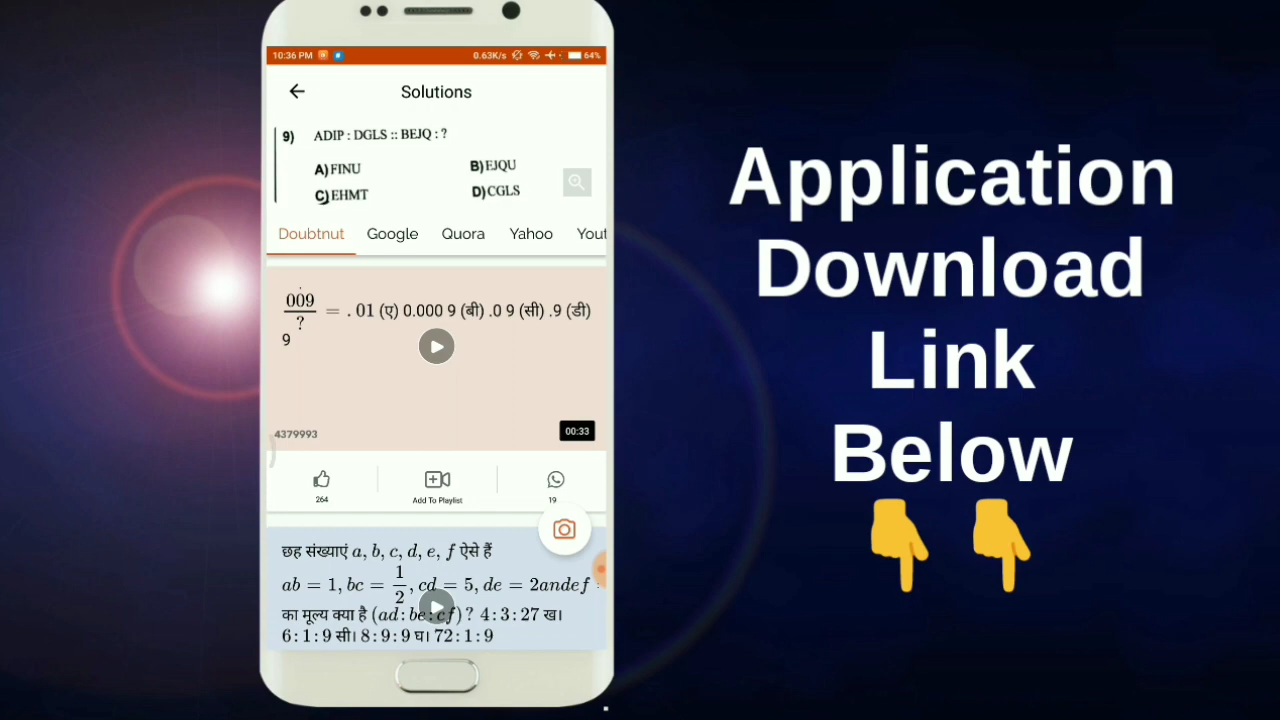 10:36 PM
0.63K/s
64%
Solutions
9) ADIP : DGLS :: BEJQ : ?
A) FINU B) EJQU
C) EHMT D) CGLS
Doubtnut Google Quora Yahoo Yout
009/? = . 01 (ए) 0.000 9 (बी) .0 9 (सी) .9 (डी)
9
4379993
00:33
264
Add To Playlist
19
छह संख्याएं a, b, c, d, e, f ऐसे हैं
ab = 1, bc = 1/2, cd = 5, de = 2andef
का मूल्य क्या है (ad : be : cf) ? 4 : 3 : 27 ख।
6 : 1 : 9 सी। 8 : 9 : 9 घ। 72 : 1 : 9
Application
Download
Link
Below